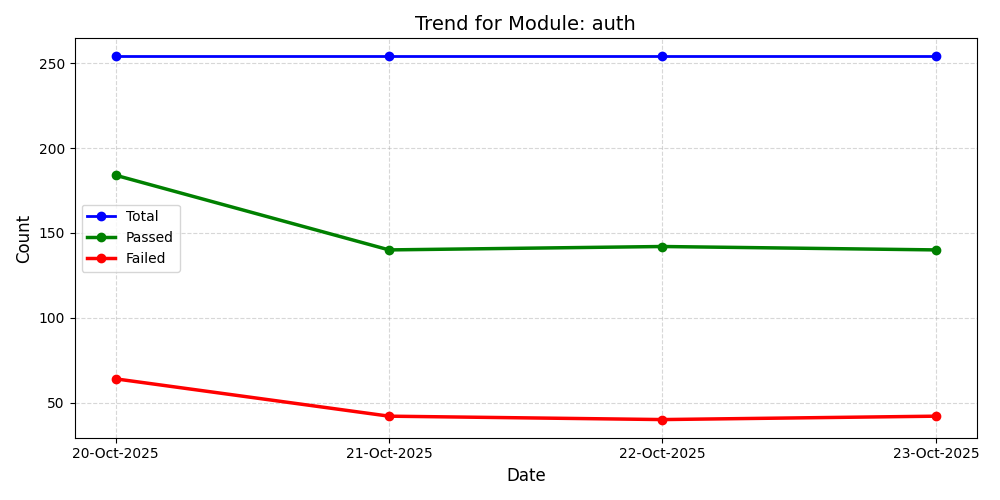 Trend for Module: auth
250
200
150
100
50
Count
Total
Passed
Failed
20-Oct-2025
21-Oct-2025
22-Oct-2025
23-Oct-2025
Date